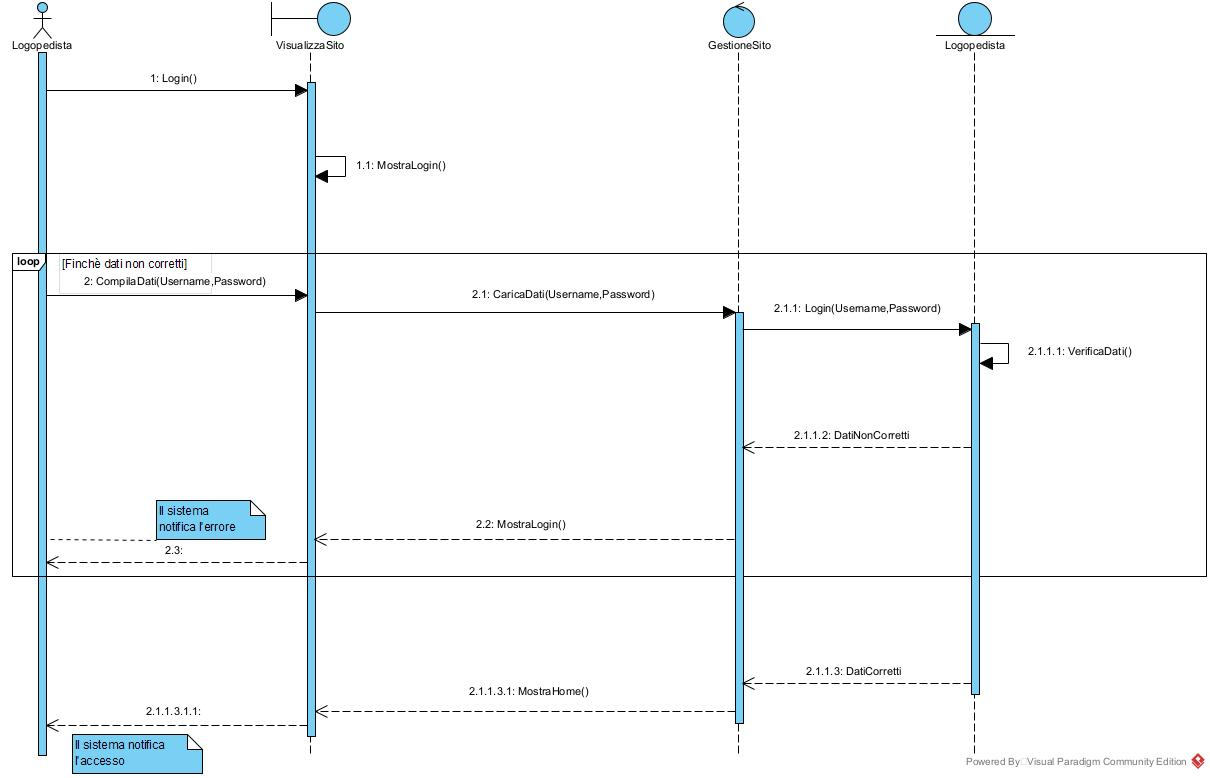 Logopedista
VisualizzaSito
GestioneSito
Logopedista
1: Login()
1.1: MostraLogin()
loop
[Finchè dati non corretti]
2: CompilaDati(Username,Password)
2.1: CaricaDati(Username,Password)
2.1.1: Login(Username,Password)
2.1.1.1: VerificaDati()
2.1.1.2: DatiNonCorretti
Il sistema
notifica l'errore
2.2: MostraLogin()
2.3:
2.1.1.3: DatiCorretti
2.1.1.3.1: MostraHome()
2.1.1.3.1.1:
Il sistema notifica
l'accesso
Powered By Visual Paradigm Community Edition